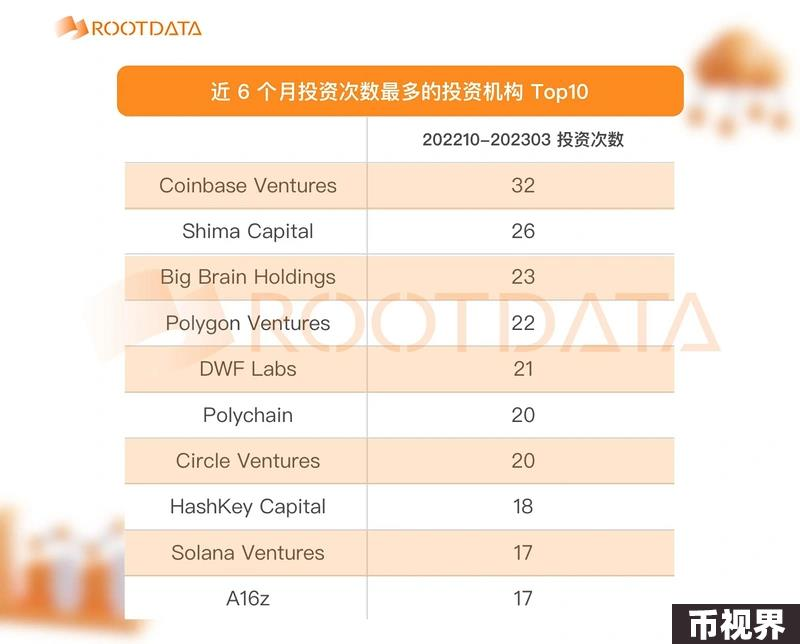 ROOTDATA
近 6 个月投资次数最多的投资机构 Top10
202210-202303 投资次数
Coinbase Ventures 32
Shima Capital 26
Big Brain Holdings 23
Polygon Ventures 22
ROOTDATA
DWF Labs 21
Polychain 20
Circle Ventures 20
HashKey Capital 18
Solana Ventures 17
A16z 17
币视界